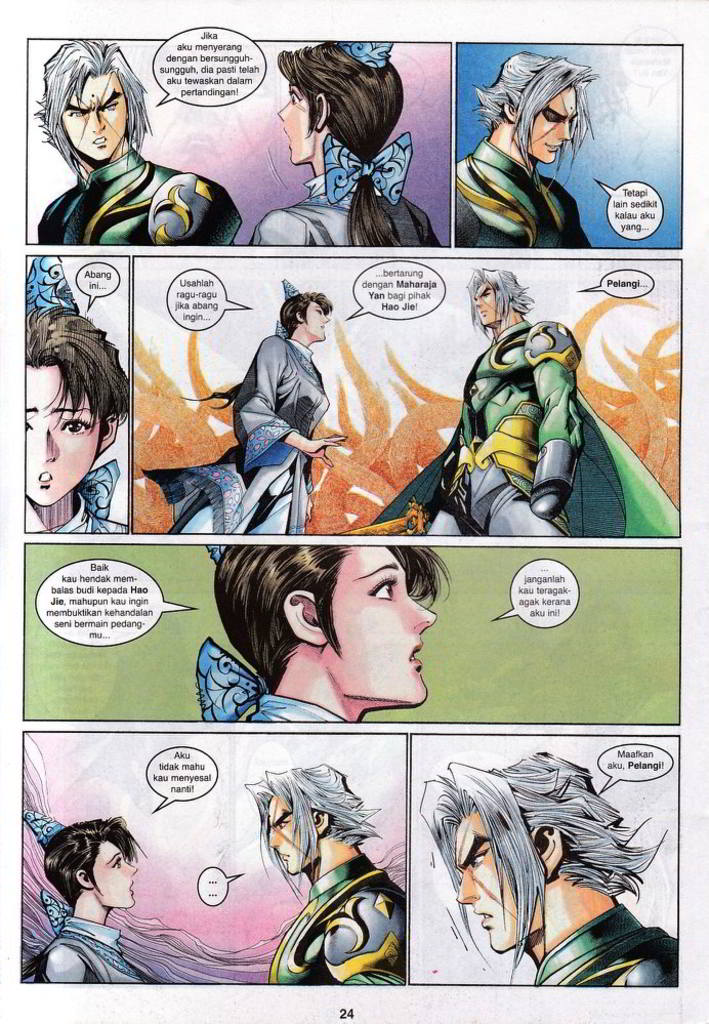 Jika
aku menyerang
dengan bersungguh-
sungguh, dia pasti telah
aku tewaskan dalam
pertandingan!
Tetapi
lain sedikit
kalau aku
yang...
Abang
ini...
Usahlah
ragu-ragu
jika abang
ingin...
...bertarung
dengan Maharaja
Yan bagi pihak
Hao Jie!
Pelangi...
Baik
kau hendak mem-
balas budi kepada Hao
Jie, mahupun kau ingin
membuktikan kehandalan
seni bermain pedang-
mu...
...
janganlah
kau teragak-
agak kerana
aku ini!
Aku
tidak mahu
kau menyesal
nanti!
...
...
Maafkan
aku, Pelangi!
24